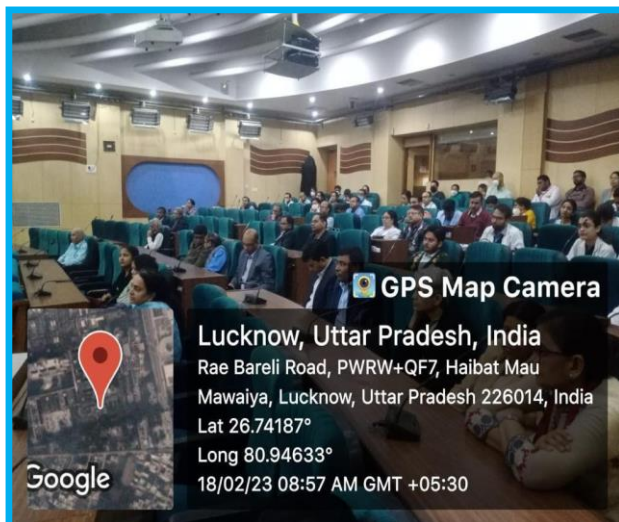 GPS Map Camera
Lucknow, Uttar Pradesh, India
Rae Bareli Road, PWRW+QF7, Haibat Mau
Mawaiya, Lucknow, Uttar Pradesh 226014, India
Lat 26.74187°
Long 80.94633°
18/02/23 08:57 AM GMT +05:30
Google